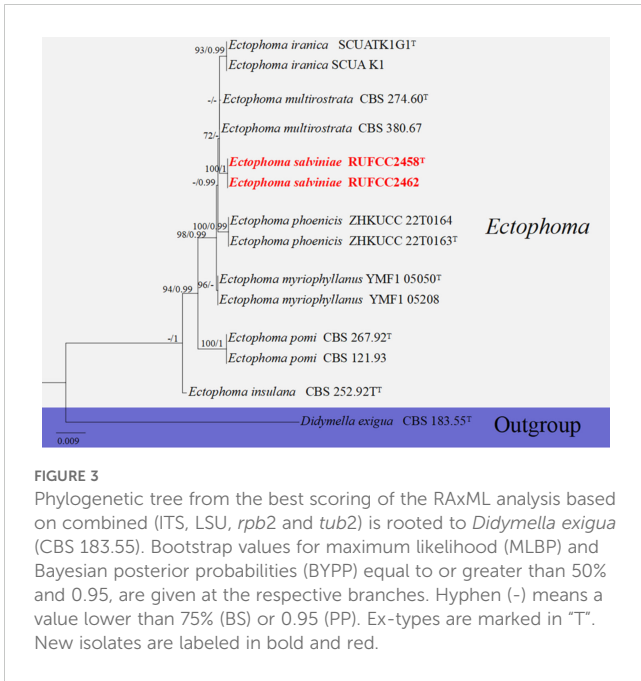 93/0.99
Ectophoma iranica SCUATK1G1ᵀ
Ectophoma iranica SCUA K1
-/-
Ectophoma multirostrata CBS 274.60ᵀ
72/-
Ectophoma multirostrata CBS 380.67
100/1
Ectophoma salviniae RUFCC2458ᵀ
Ectophoma salviniae RUFCC2462
-/0.99
100/0.99
Ectophoma phoenicis ZHKUCC 22T0164
Ectophoma phoenicis ZHKUCC 22T0163ᵀ
Ectophoma
98/0.99
96/-
Ectophoma myriophyllanus YMF1 05050ᵀ
Ectophoma myriophyllanus YMF1 05208
94/0.99
100/1
Ectophoma pomi CBS 267.92ᵀ
Ectophoma pomi CBS 121.93
-/1
Ectophoma insulana CBS 252.92Tᵀ
Didymella exigua CBS 183.55ᵀ
Outgroup
0.009
FIGURE 3
Phylogenetic tree from the best scoring of the RAxML analysis based
on combined (ITS, LSU, rpb2 and tub2) is rooted to Didymella exigua
(CBS 183.55). Bootstrap values for maximum likelihood (MLBP) and
Bayesian posterior probabilities (BYPP) equal to or greater than 50%
and 0.95, are given at the respective branches. Hyphen (-) means a
value lower than 75% (BS) or 0.95 (PP). Ex-types are marked in “T”.
New isolates are labeled in bold and red.